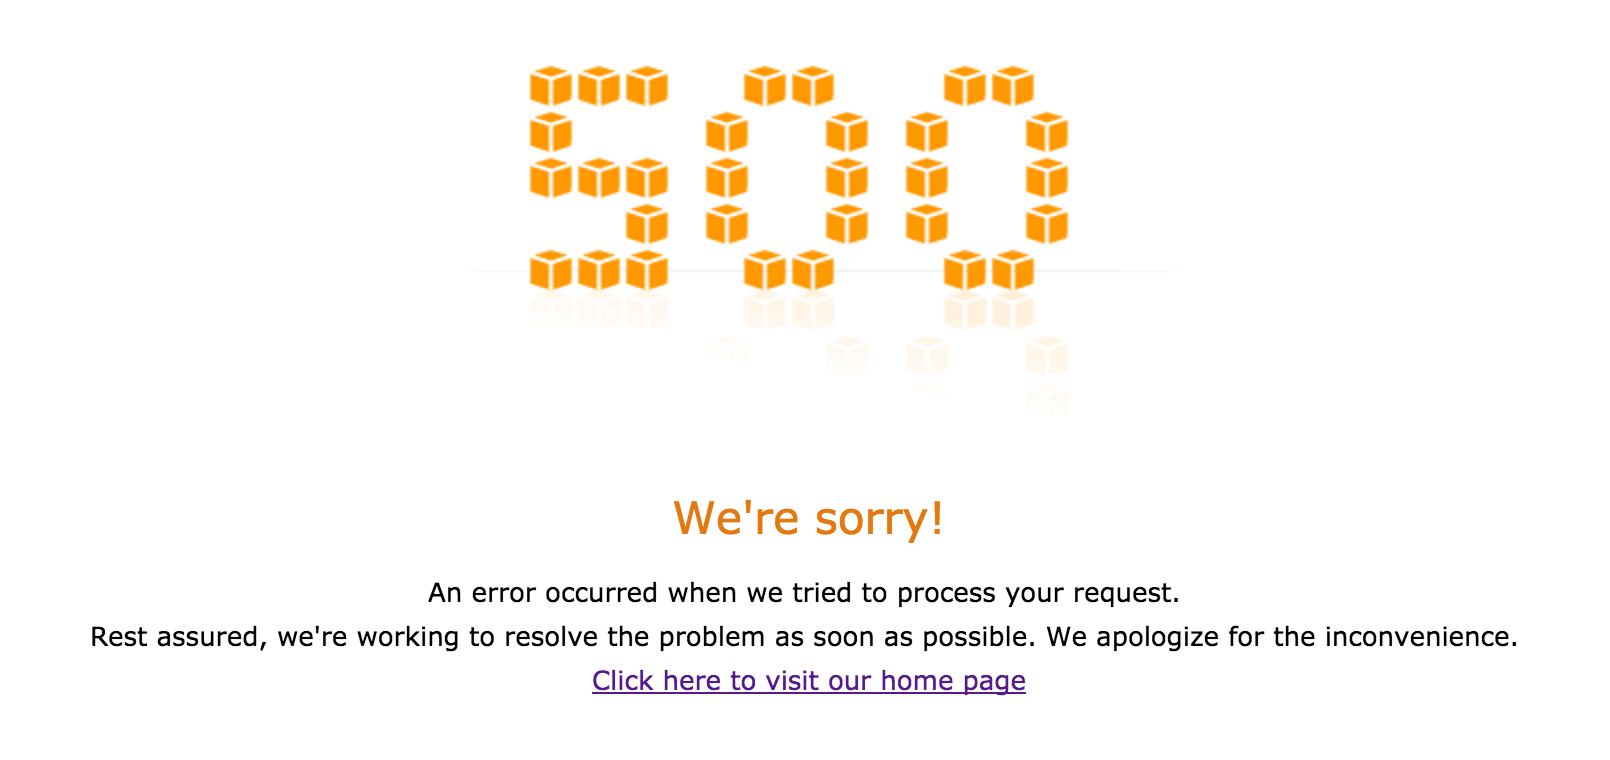 500
We're sorry!
An error occurred when we tried to process your request.
Rest assured, we're working to resolve the problem as soon as possible. We apologize for the inconvenience.
Click here to visit our home page